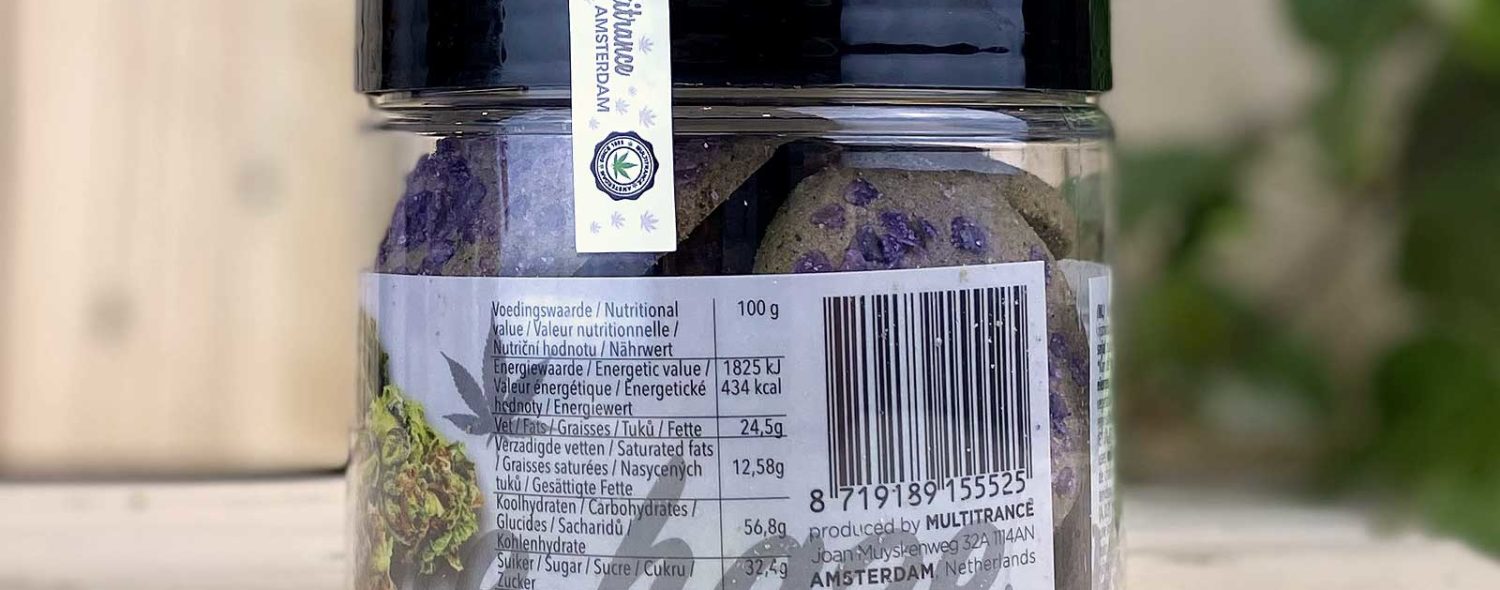 AMSTERDAM
Voedingswaarde / Nutritional
value / Valeur nutritionnelle /
Nutriční hodnotu / Nährwert
100 g
Energiewaarde / Energetic value /
Valeur énergétique / Energetické
hodnoty / Energiewert
1825 kJ
434 kcal
Vet / Fats / Graisses / Tuků / Fette
24,5g
Verzadigde vetten / Saturated fats
/ Graisses saturées / Nasycených
tuků / Gesättigte Fette
12,58g
Koolhydraten / Carbohydrates /
Glucides / Sacharidů /
Kohlenhydrate
56,8g
Suiker / Sugar / Sucre / Cukru /
Zucker
32,4g
8 719189 155525
produced by MULTITRANCE
Joan Muyskenweg 32A 1114AN
AMSTERDAM, Netherlands